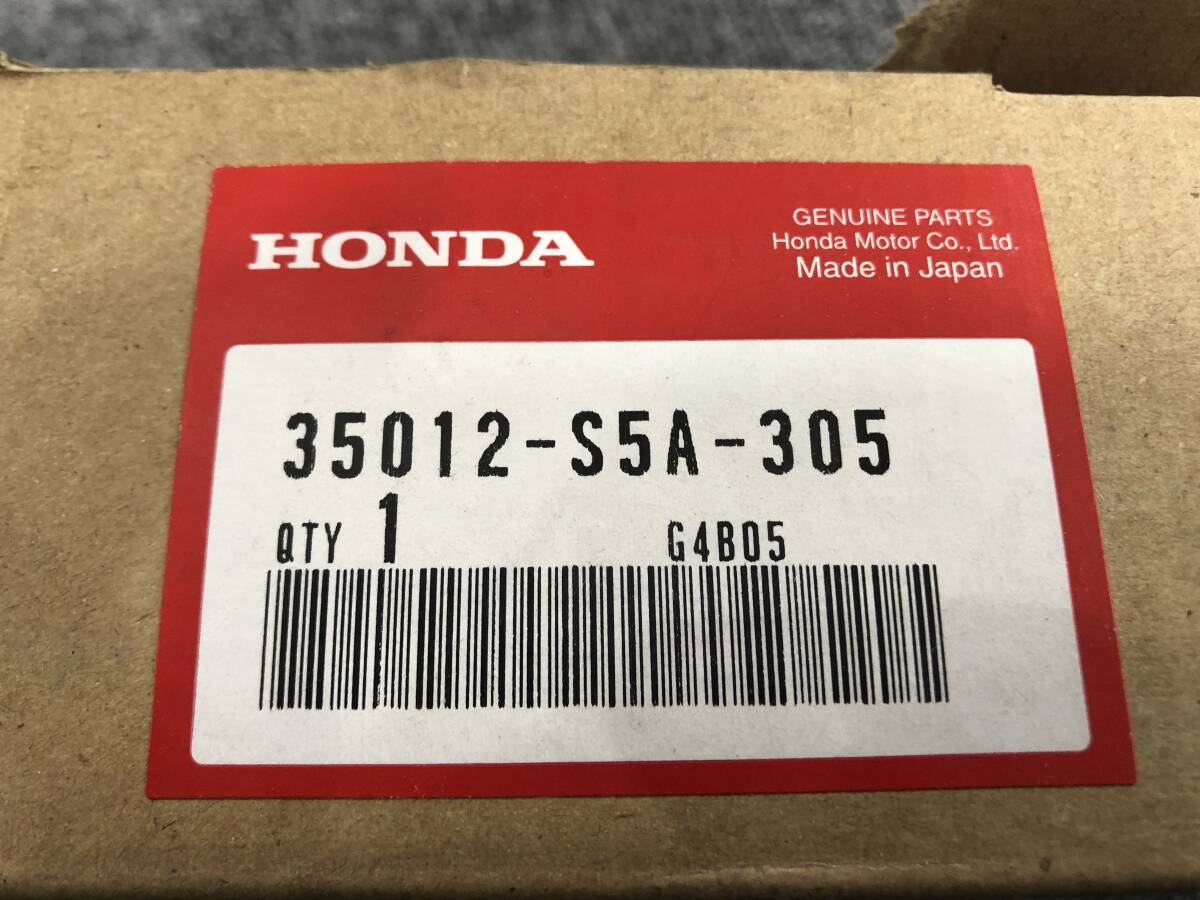 HONDA
GENUINE PARTS
Honda Motor Co., Ltd.
Made in Japan
35012-S5A-305
QTY 1 G4B05